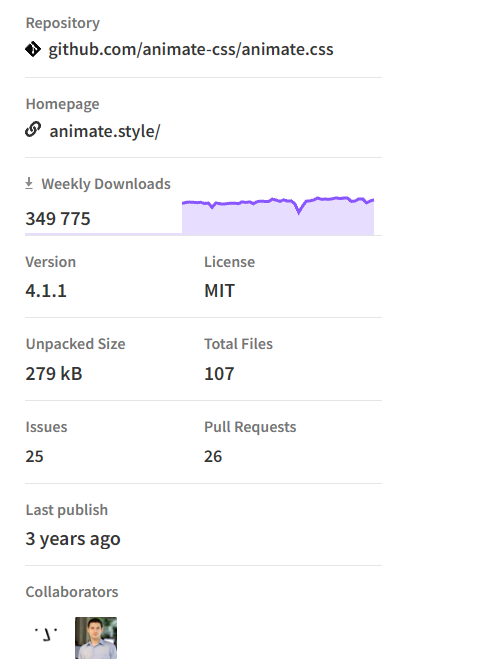 Repository
github.com/animate-css/animate.css
Homepage
animate.style/
Weekly Downloads
349 775
Version License
4.1.1 MIT
Unpacked Size Total Files
279 kB 107
Issues Pull Requests
25 26
Last publish
3 years ago
Collaborators